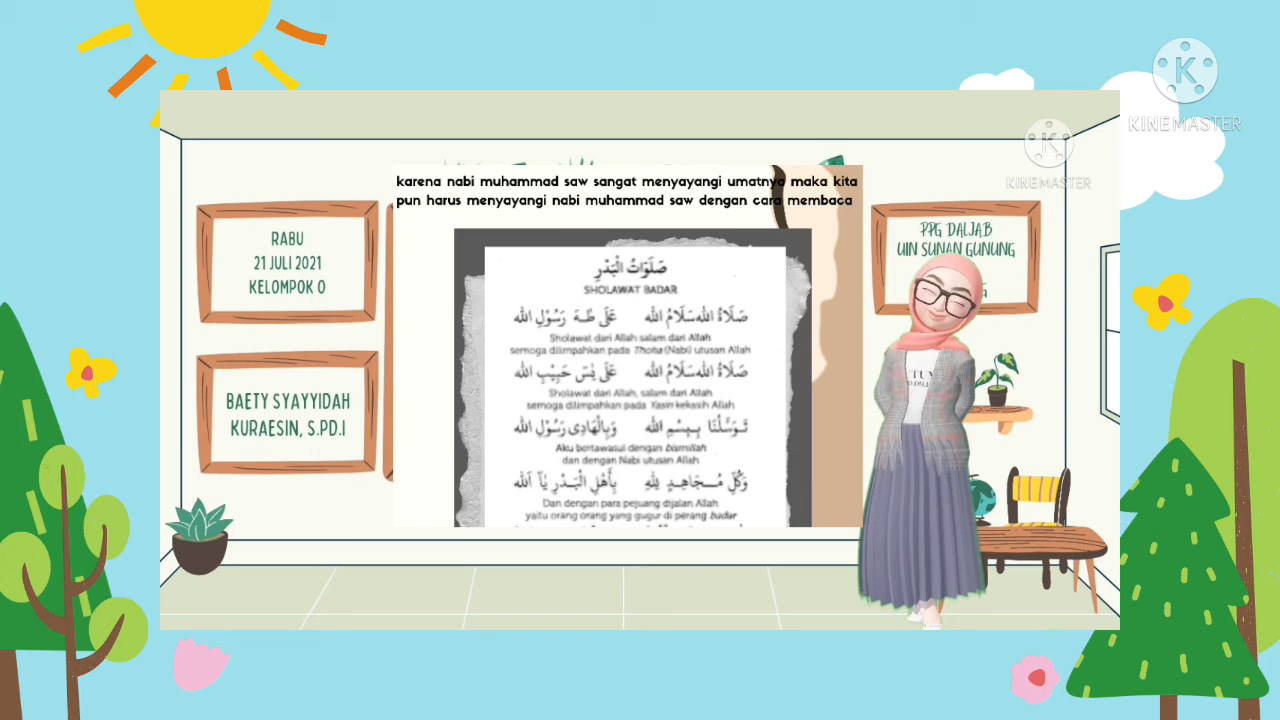 KINEMASTER
KINEMASTER
karena nabi muhammad saw sangat menyayangi umatnya maka kita
pun harus menyayangi nabi muhammad saw dengan cara membaca
RABU
21 JULI 2021
KELOMPOK 0
BAETY SYAYYIDAH
KURAESIN, S.PD.I
صَلَوَاتُ الْبَدْرِ
SHOLAWAT BADAR
صَلَاةُ اللهِ سَلَامُ الله عَلَى طٰهَ رَسُوْلِ الله
Sholawat dari Allah salam dari Allah
semoga dilimpahkan pada Thoha (Nabi) utusan Allah
صَلَاةُ اللهِ سَلَامُ الله عَلَى يٰسٓ حَبِيْبِ الله
Sholawat dari Allah, salam dari Allah
semoga dilimpahkan pada Yasin kekasih Allah
تَوَسَّلْنَا بِبِسْمِ الله وَبِالْهَادِى رَسُوْلِ الله
Aku bertawasul dengan bismillah
dan dengan Nabi utusan Allah
وَكُلِّ مُجَاهِدٍ لِلّٰهِ بِأَهْلِ الْبَدْرِ يَا الله
Dan dengan para pejuang dijalan Allah
yaitu orang orang yang gugur di perang badar
PPG DALJAB
UIN SUNAN GUNUNG